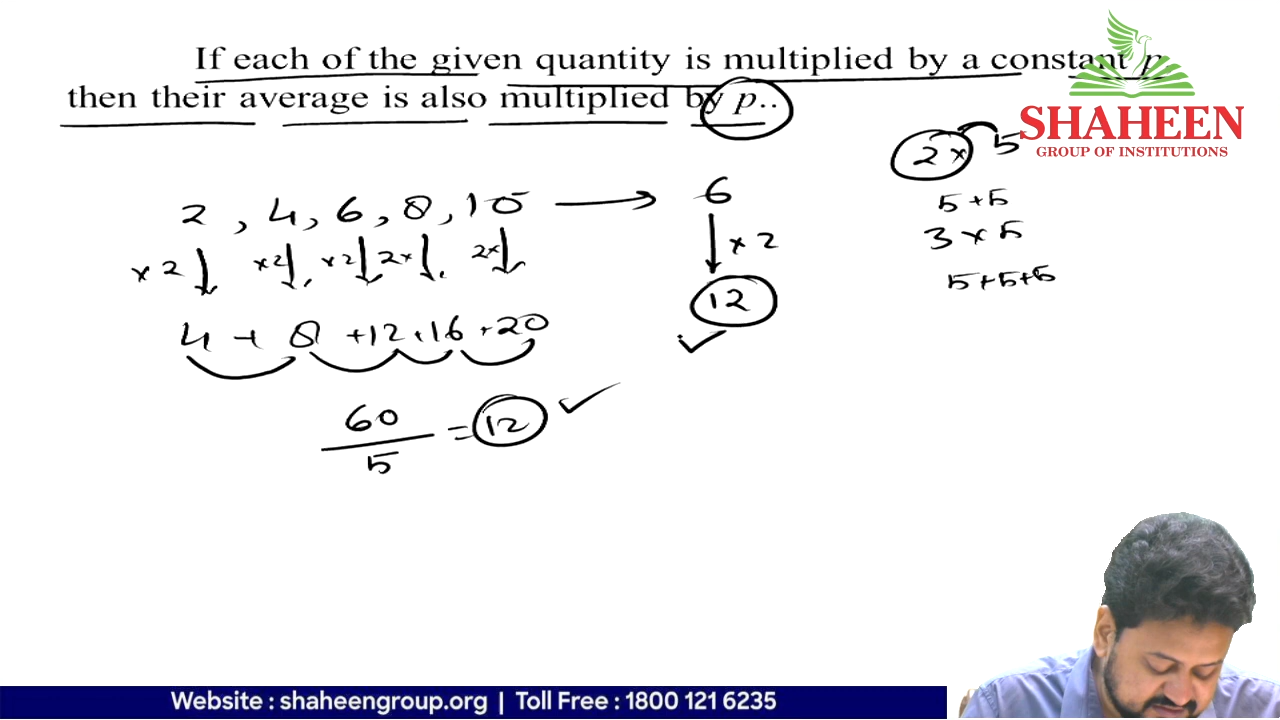 If each of the given quantity is multiplied by a constant p
then their average is also multiplied by p..
SHAHEEN
GROUP OF INSTITUTIONS
2 × 5
5 + 5
3 × 5
5+5+5
2 , 4 , 6 , 8 , 10 → 6
×2 ×2 ×2 2× 2× ×2
4 + 8 +12 +16 +20
12
60
5
= 12
Website : shaheengroup.org | Toll Free : 1800 121 6235